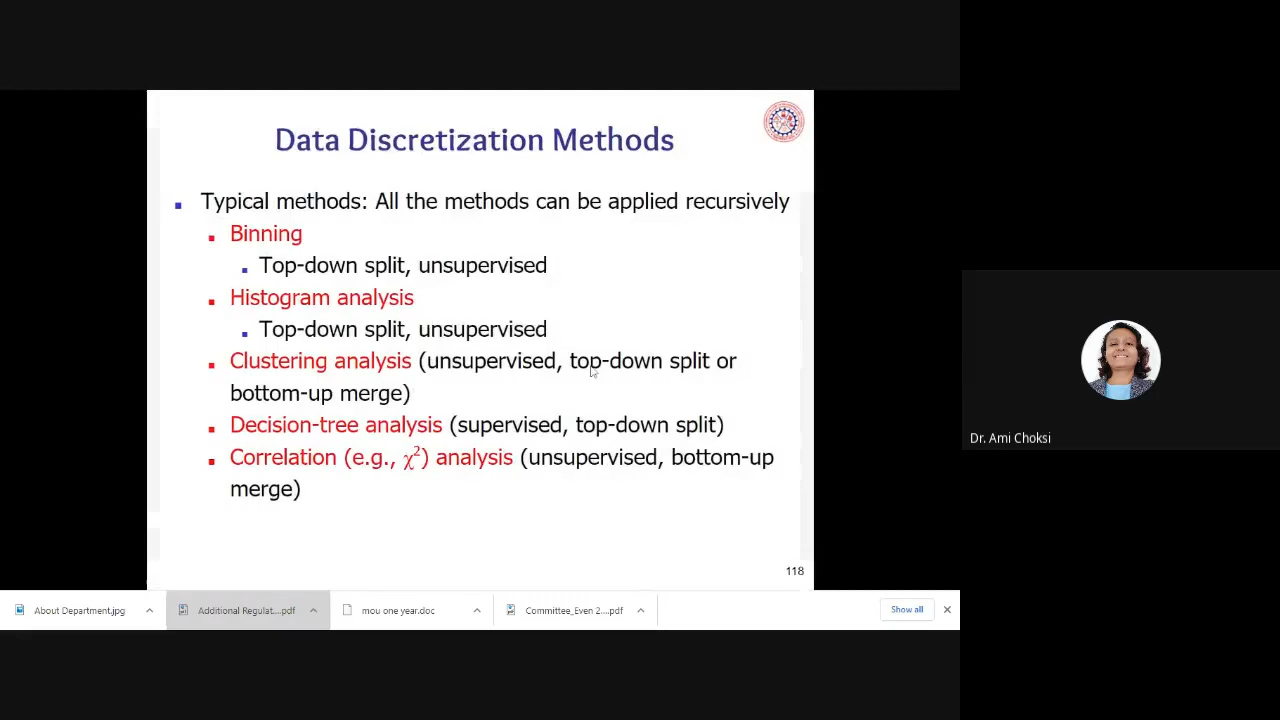 Data Discretization Methods
Typical methods: All the methods can be applied recursively
Binning
Top-down split, unsupervised
Histogram analysis
Top-down split, unsupervised
Clustering analysis (unsupervised, top-down split or
bottom-up merge)
Decision-tree analysis (supervised, top-down split)
Correlation (e.g., χ²) analysis (unsupervised, bottom-up
merge)
118
Dr. Ami Choksi
About Department.jpg
Additional Regulat....pdf
mou one year.doc
Committee_Even 2....pdf
Show all